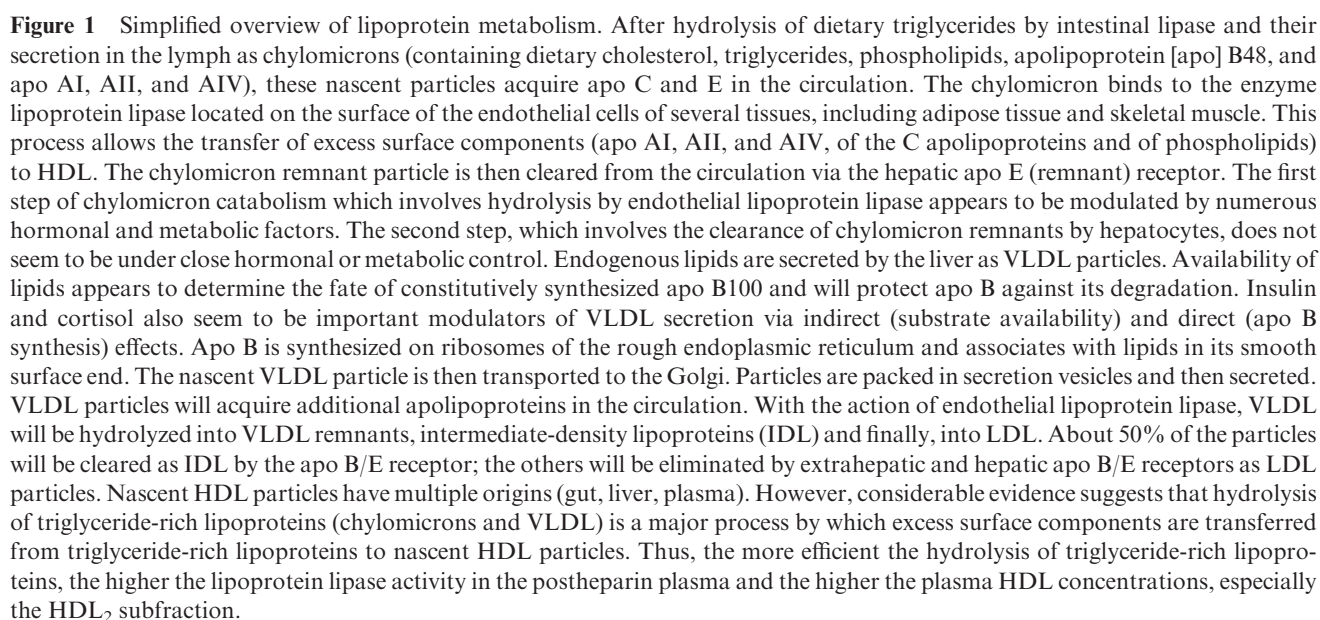 Figure 1 Simplified overview of lipoprotein metabolism. After hydrolysis of dietary triglycerides by intestinal lipase and their
secretion in the lymph as chylomicrons (containing dietary cholesterol, triglycerides, phospholipids, apolipoprotein [apo] B48, and
apo AI, AII, and AIV), these nascent particles acquire apo C and E in the circulation. The chylomicron binds to the enzyme
lipoprotein lipase located on the surface of the endothelial cells of several tissues, including adipose tissue and skeletal muscle. This
process allows the transfer of excess surface components (apo AI, AII, and AIV, of the C apolipoproteins and of phospholipids)
to HDL. The chylomicron remnant particle is then cleared from the circulation via the hepatic apo E (remnant) receptor. The first
step of chylomicron catabolism which involves hydrolysis by endothelial lipoprotein lipase appears to be modulated by numerous
hormonal and metabolic factors. The second step, which involves the clearance of chylomicron remnants by hepatocytes, does not
seem to be under close hormonal or metabolic control. Endogenous lipids are secreted by the liver as VLDL particles. Availability of
lipids appears to determine the fate of constitutively synthesized apo B100 and will protect apo B against its degradation. Insulin
and cortisol also seem to be important modulators of VLDL secretion via indirect (substrate availability) and direct (apo B
synthesis) effects. Apo B is synthesized on ribosomes of the rough endoplasmic reticulum and associates with lipids in its smooth
surface end. The nascent VLDL particle is then transported to the Golgi. Particles are packed in secretion vesicles and then secreted.
VLDL particles will acquire additional apolipoproteins in the circulation. With the action of endothelial lipoprotein lipase, VLDL
will be hydrolyzed into VLDL remnants, intermediate-density lipoproteins (IDL) and finally, into LDL. About 50% of the particles
will be cleared as IDL by the apo B/E receptor; the others will be eliminated by extrahepatic and hepatic apo B/E receptors as LDL
particles. Nascent HDL particles have multiple origins (gut, liver, plasma). However, considerable evidence suggests that hydrolysis
of triglyceride-rich lipoproteins (chylomicrons and VLDL) is a major process by which excess surface components are transferred
from triglyceride-rich lipoproteins to nascent HDL particles. Thus, the more efficient the hydrolysis of triglyceride-rich lipopro-
teins, the higher the lipoprotein lipase activity in the postheparin plasma and the higher the plasma HDL concentrations, especially
the HDL₂ subfraction.